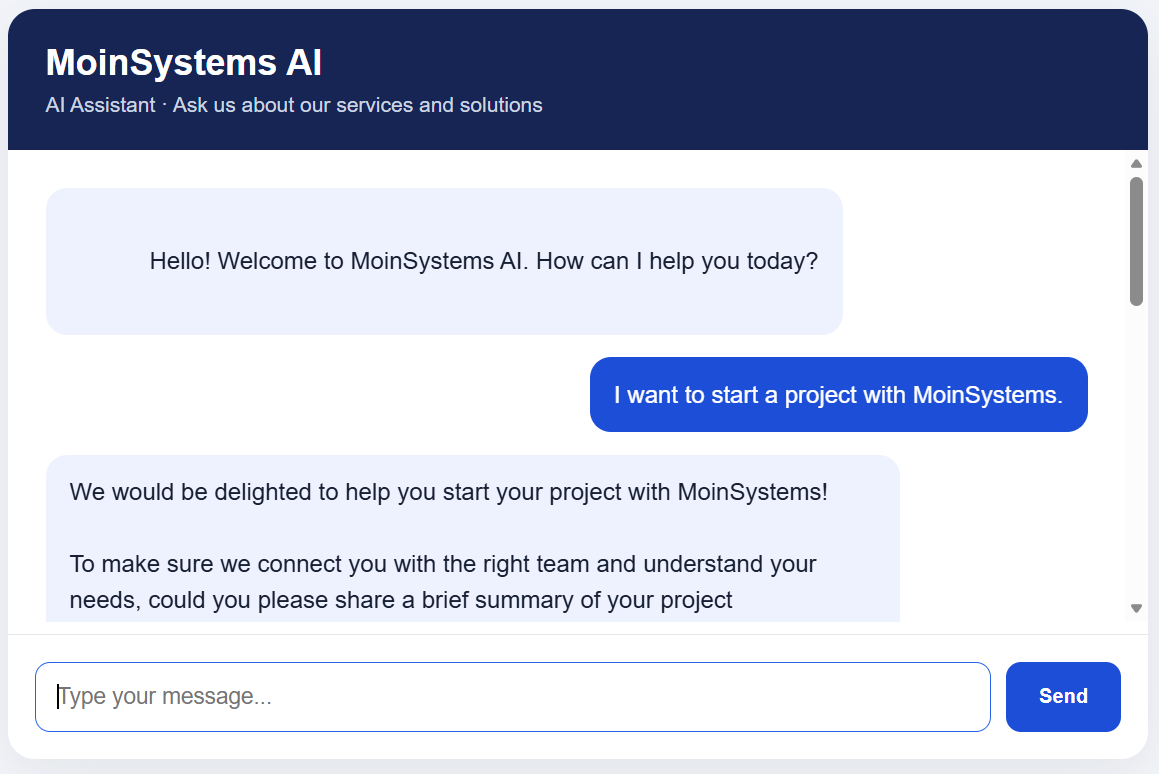 MoinSystems AI
AI Assistant · Ask us about our services and solutions
Hello! Welcome to MoinSystems AI. How can I help you today?
I want to start a project with MoinSystems.
We would be delighted to help you start your project with MoinSystems!
To make sure we connect you with the right team and understand your
needs, could you please share a brief summary of your project
Type your message...
Send